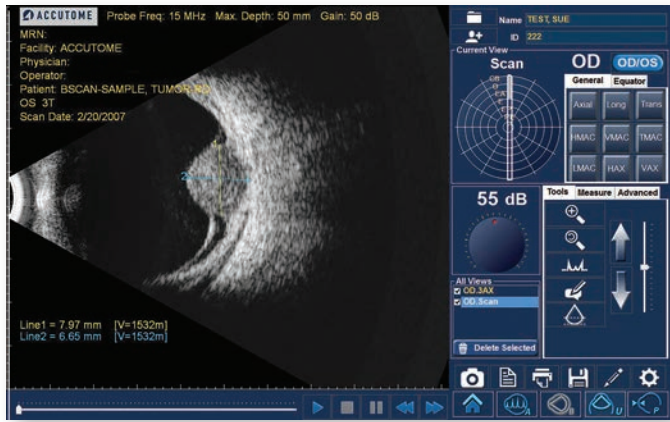 ACCUTOME Probe Freq: 15 MHz Max. Depth: 50 mm Gain: 50 dB
MRN:
Facility: ACCUTOME
Physician:
Operator:
Patient: BSCAN-SAMPLE, TUMOR
OS 3T
Scan Date: 2/20/2007
2
Line1 = 7.97 mm [V=1532m]
Line2 = 6.65 mm [V=1532m]
Name TEST, SUE
ID 222
Current View
Scan OD OD/OS
General Equator
Axial Long Trans
HMAC VMAC TMAC
LMAC HAX VAX
55 dB
Tools Measure Advanced
All Views
OD.3AX
OD.Scan
Delete Selected
A B U P